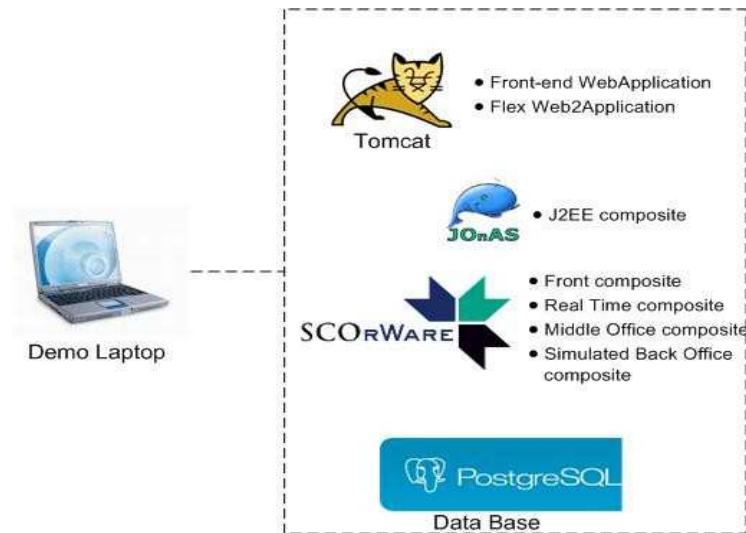 • Front-end WebApplication
• Flex Web2Application
Tomcat
JOnAS
• J2EE composite
SCORWARE
• Front composite
• Real Time composite
• Middle Office composite
• Simulated Back Office
composite
Demo Laptop
PostgreSQL
Data Base